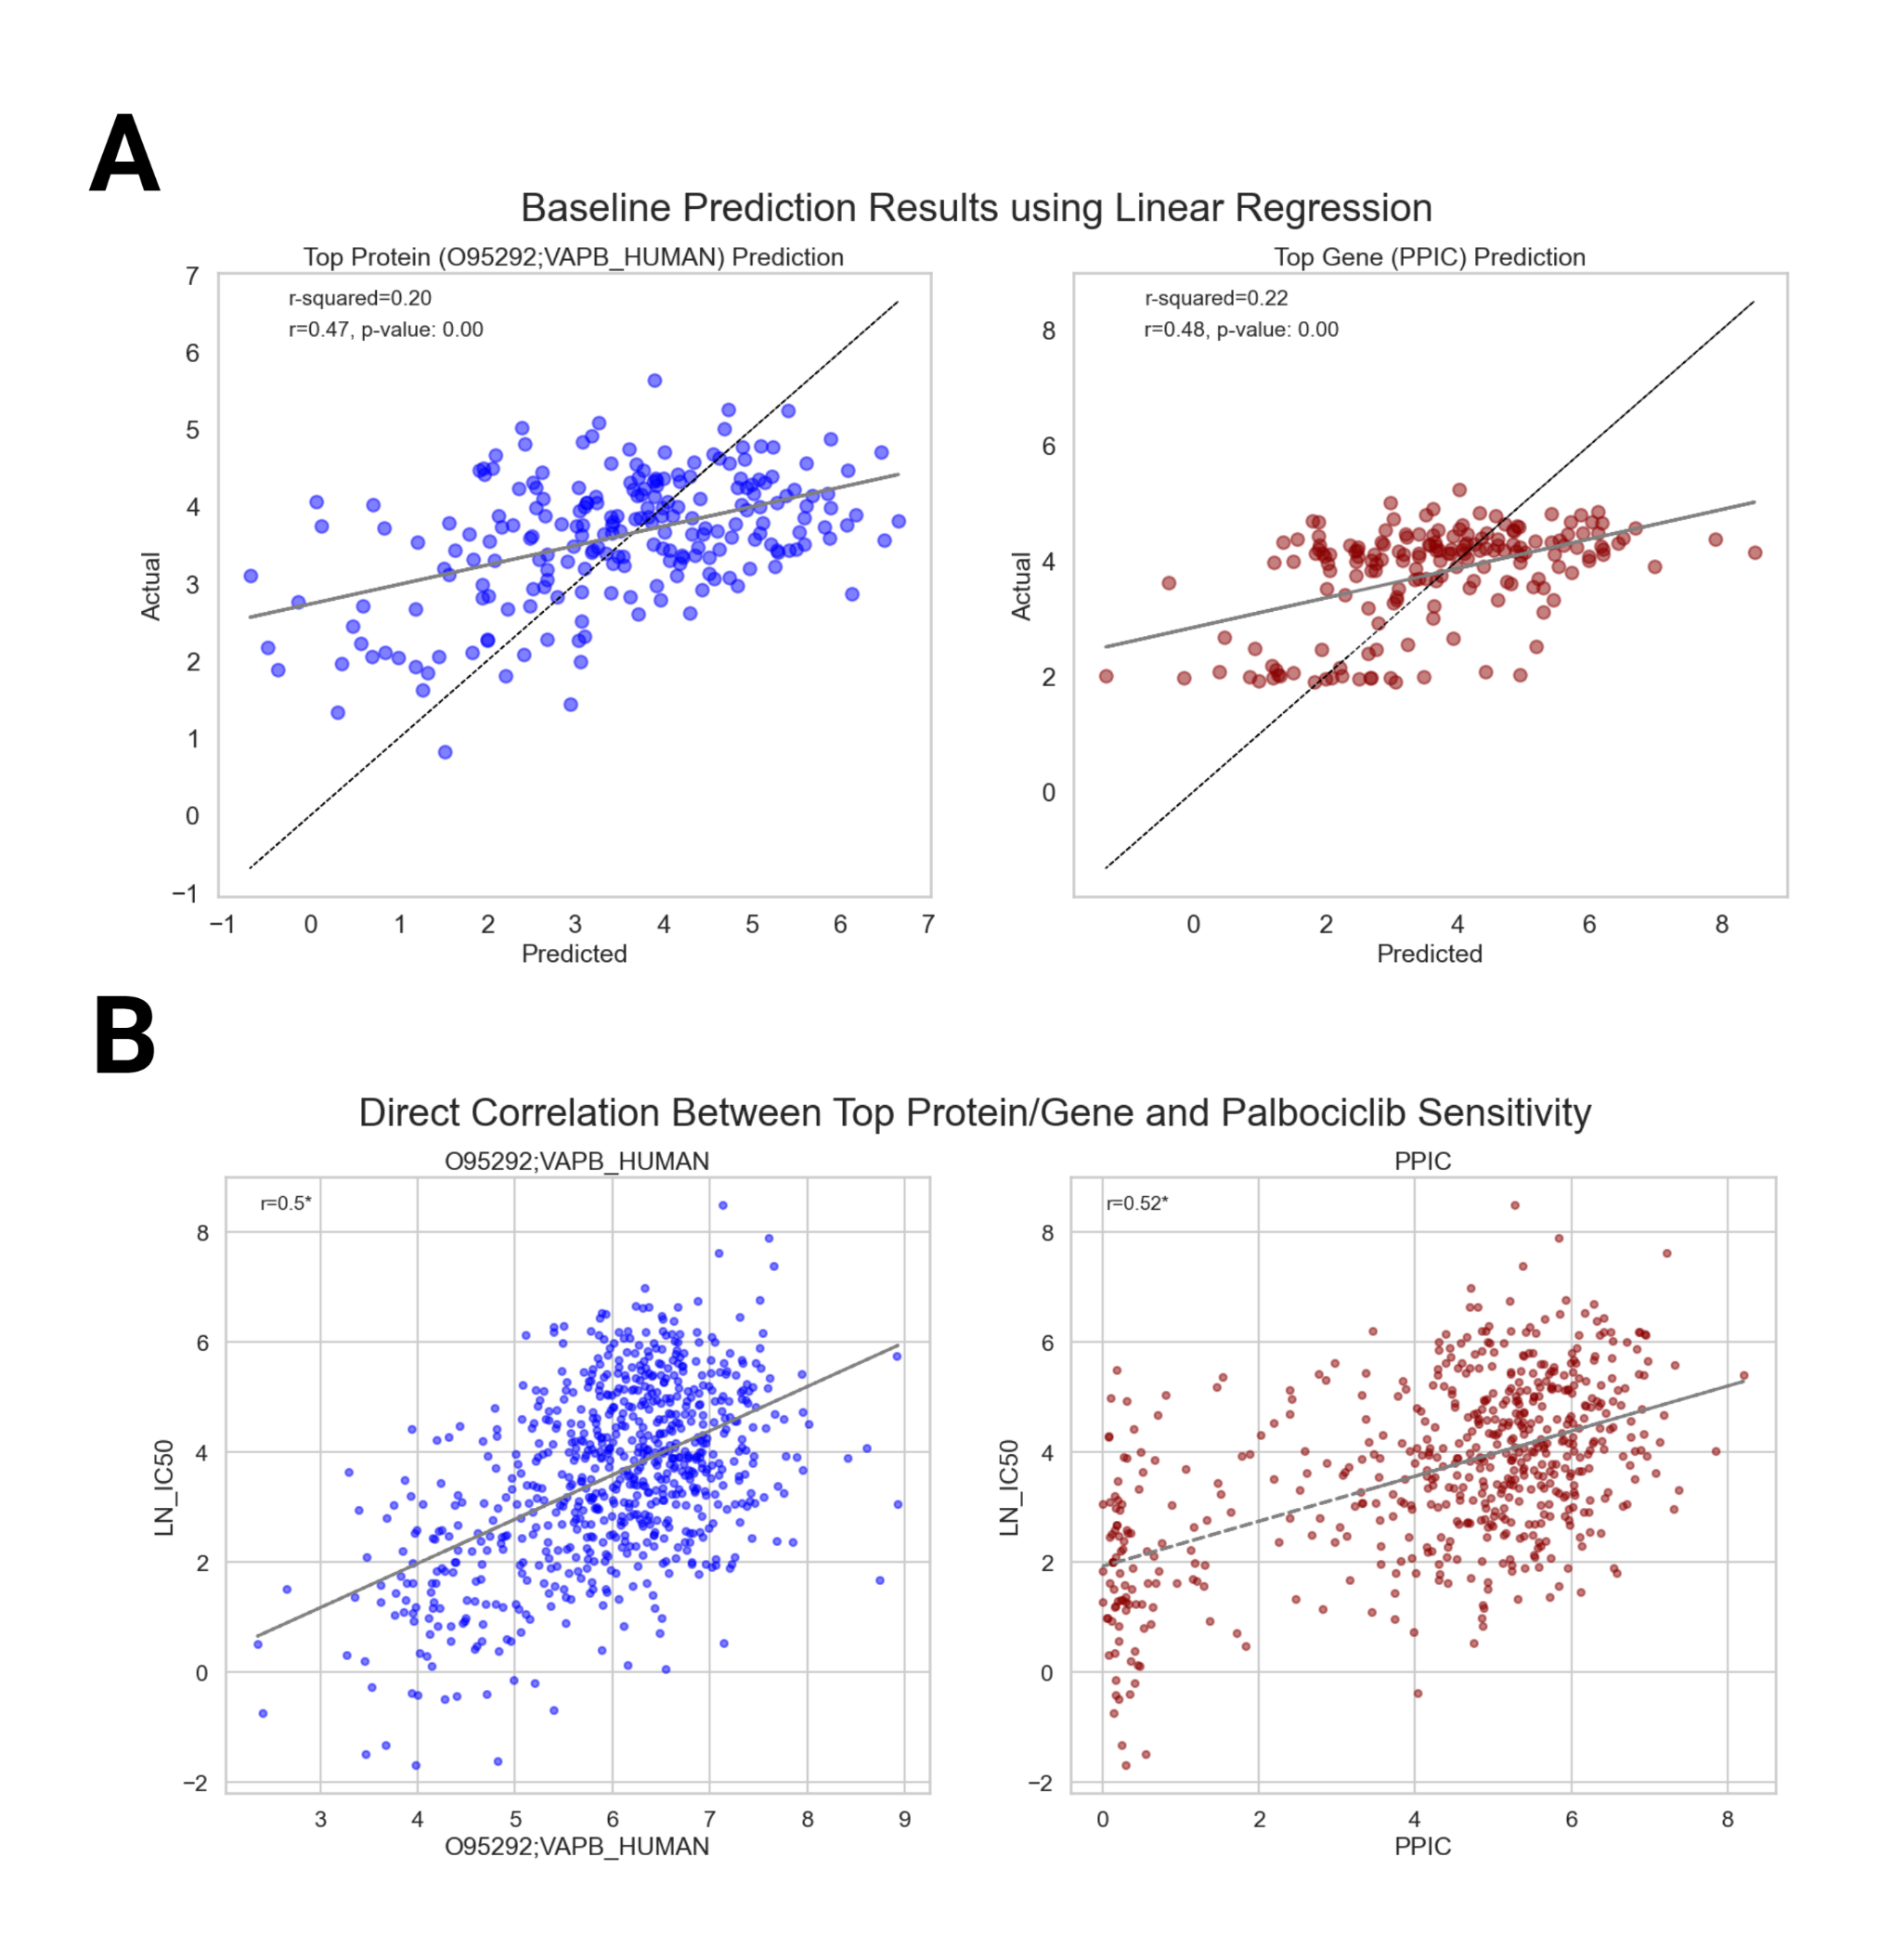 A
Baseline Prediction Results using Linear Regression
Top Protein (O95292;VAPB_HUMAN) Prediction
r-squared=0.20
r=0.47, p-value: 0.00
7
6
5
4
3
2
1
0
−1
Actual
−1 0 1 2 3 4 5 6 7
Predicted
Top Gene (PPIC) Prediction
r-squared=0.22
r=0.48, p-value: 0.00
8
6
4
2
0
Actual
0 2 4 6 8
Predicted
B
Direct Correlation Between Top Protein/Gene and Palbociclib Sensitivity
O95292;VAPB_HUMAN
r=0.5*
8
6
4
2
0
−2
LN_IC50
3 4 5 6 7 8 9
O95292;VAPB_HUMAN
PPIC
r=0.52*
8
6
4
2
0
−2
LN_IC50
0 2 4 6 8
PPIC